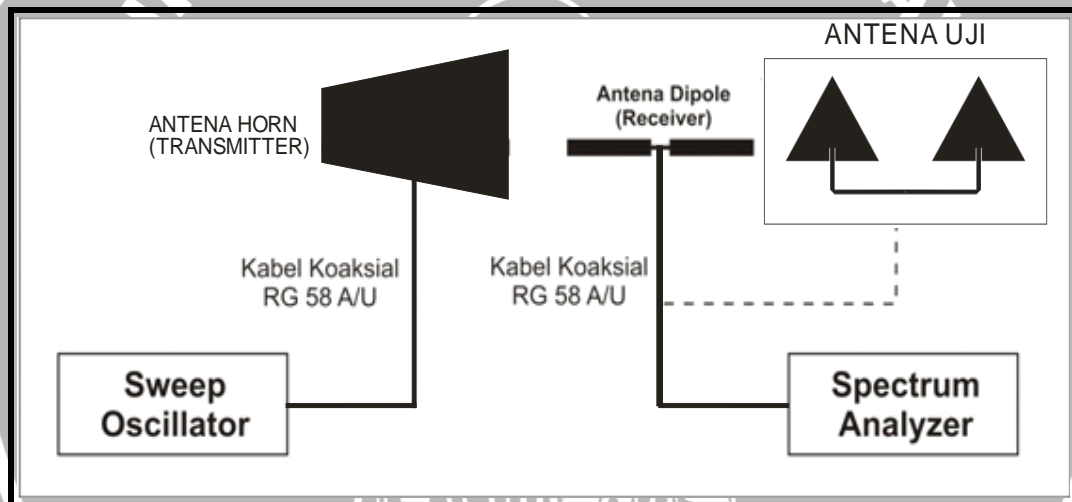 ANTENA UJI
ANTENA HORN
(TRANSMITTER)
Antena Dipole
(Receiver)
Kabel Koaksial
RG 58 A/U
Kabel Koaksial
RG 58 A/U
Sweep
Oscillator
Spectrum
Analyzer